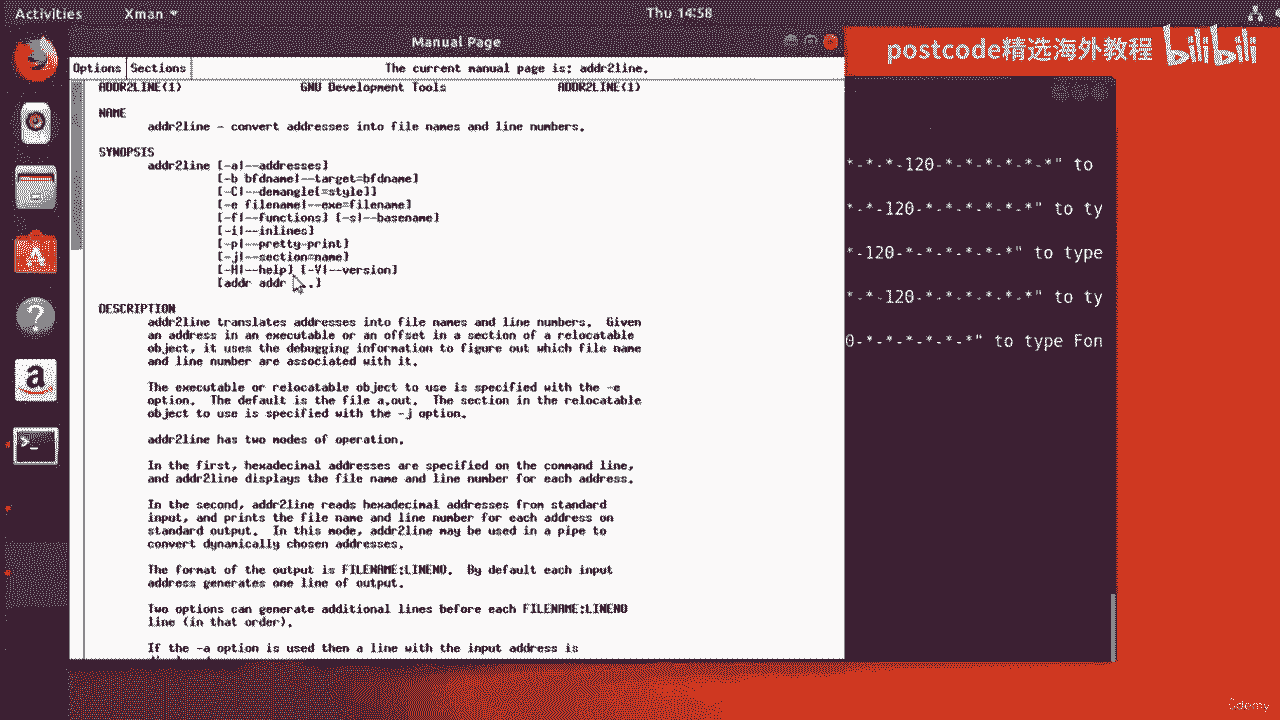 Activities Xman Thu 14:58
postcode精选海外教程 bilibili
Manual Page
Options Sections The current manual page is: addr2line.
ADDR2LINE(1) GNU Development Tools ADDR2LINE(1)
NAME
addr2line - convert addresses into file names and line numbers.
SYNOPSIS
addr2line [-a|--addresses]
[-b bfdname|--target=bfdname]
[-C|--demangle[=style]]
[-e filename|--exe=filename]
[-f|--functions] [-s|--basename]
[-i|--inlines]
[-p|--pretty-print]
[-j|--section=name]
[-H|--help] [-V|--version]
[addr addr ...]
DESCRIPTION
addr2line translates addresses into file names and line numbers. Given
an address in an executable or an offset in a section of a relocatable
object, it uses the debugging information to figure out which file name
and line number are associated with it.
The executable or relocatable object to use is specified with the -e
option. The default is the file a.out. The section in the relocatable
object to use is specified with the -j option.
addr2line has two modes of operation.
In the first, hexadecimal addresses are specified on the command line,
and addr2line displays the file name and line number for each address.
In the second, addr2line reads hexadecimal addresses from standard
input, and prints the file name and line number for each address on
standard output. In this mode, addr2line may be used in a pipe to
convert dynamically chosen addresses.
The format of the output is FILENAME:LINENO. By default each input
address generates one line of output.
Two options can generate additional lines before each FILENAME:LINENO
line (in that order).
If the -a option is used then a line with the input address is
*-*-*-120-*-*-*-*-*-*" to
*-*-120-*-*-*-*-*-*" to ty
*-120-*-*-*-*-*-*" to type
*-*-120-*-*-*-*-*-*" to ty
0-*-*-*-*-*-*" to type Fon
Udemy